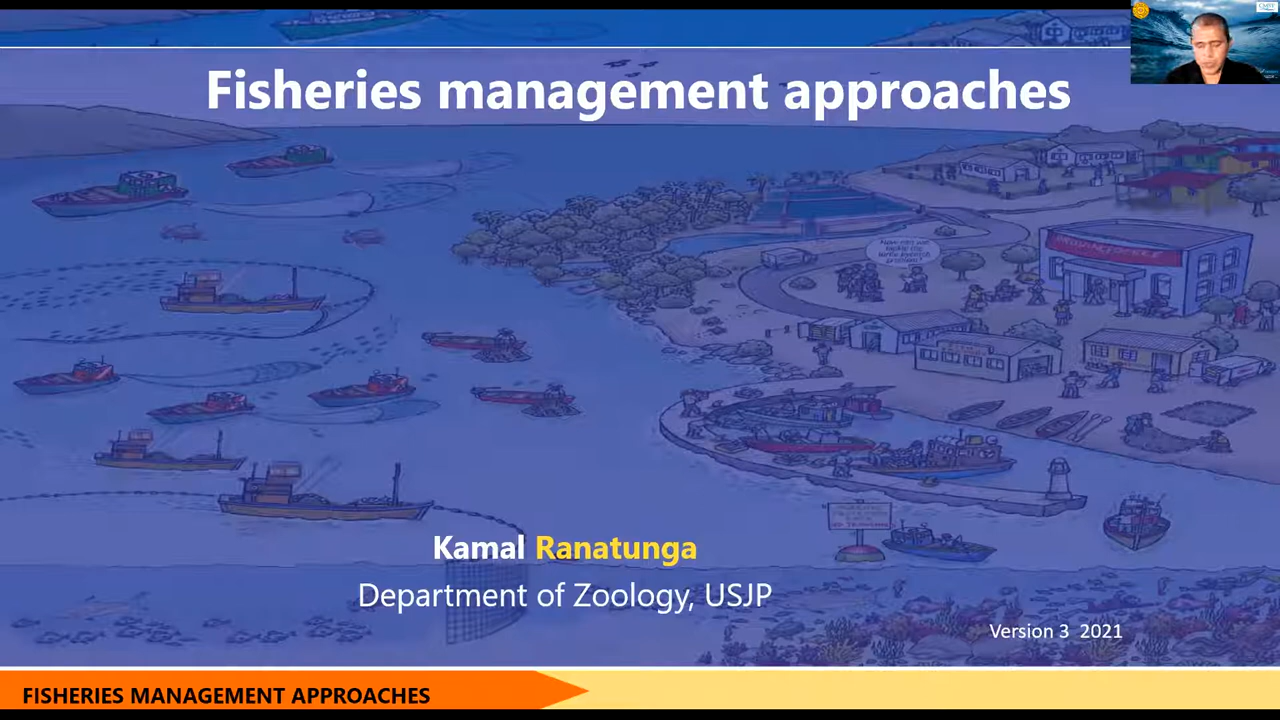 Fisheries management approaches
Kamal Ranatunga
Department of Zoology, USJP
Version 3 2021
FISHERIES MANAGEMENT APPROACHES